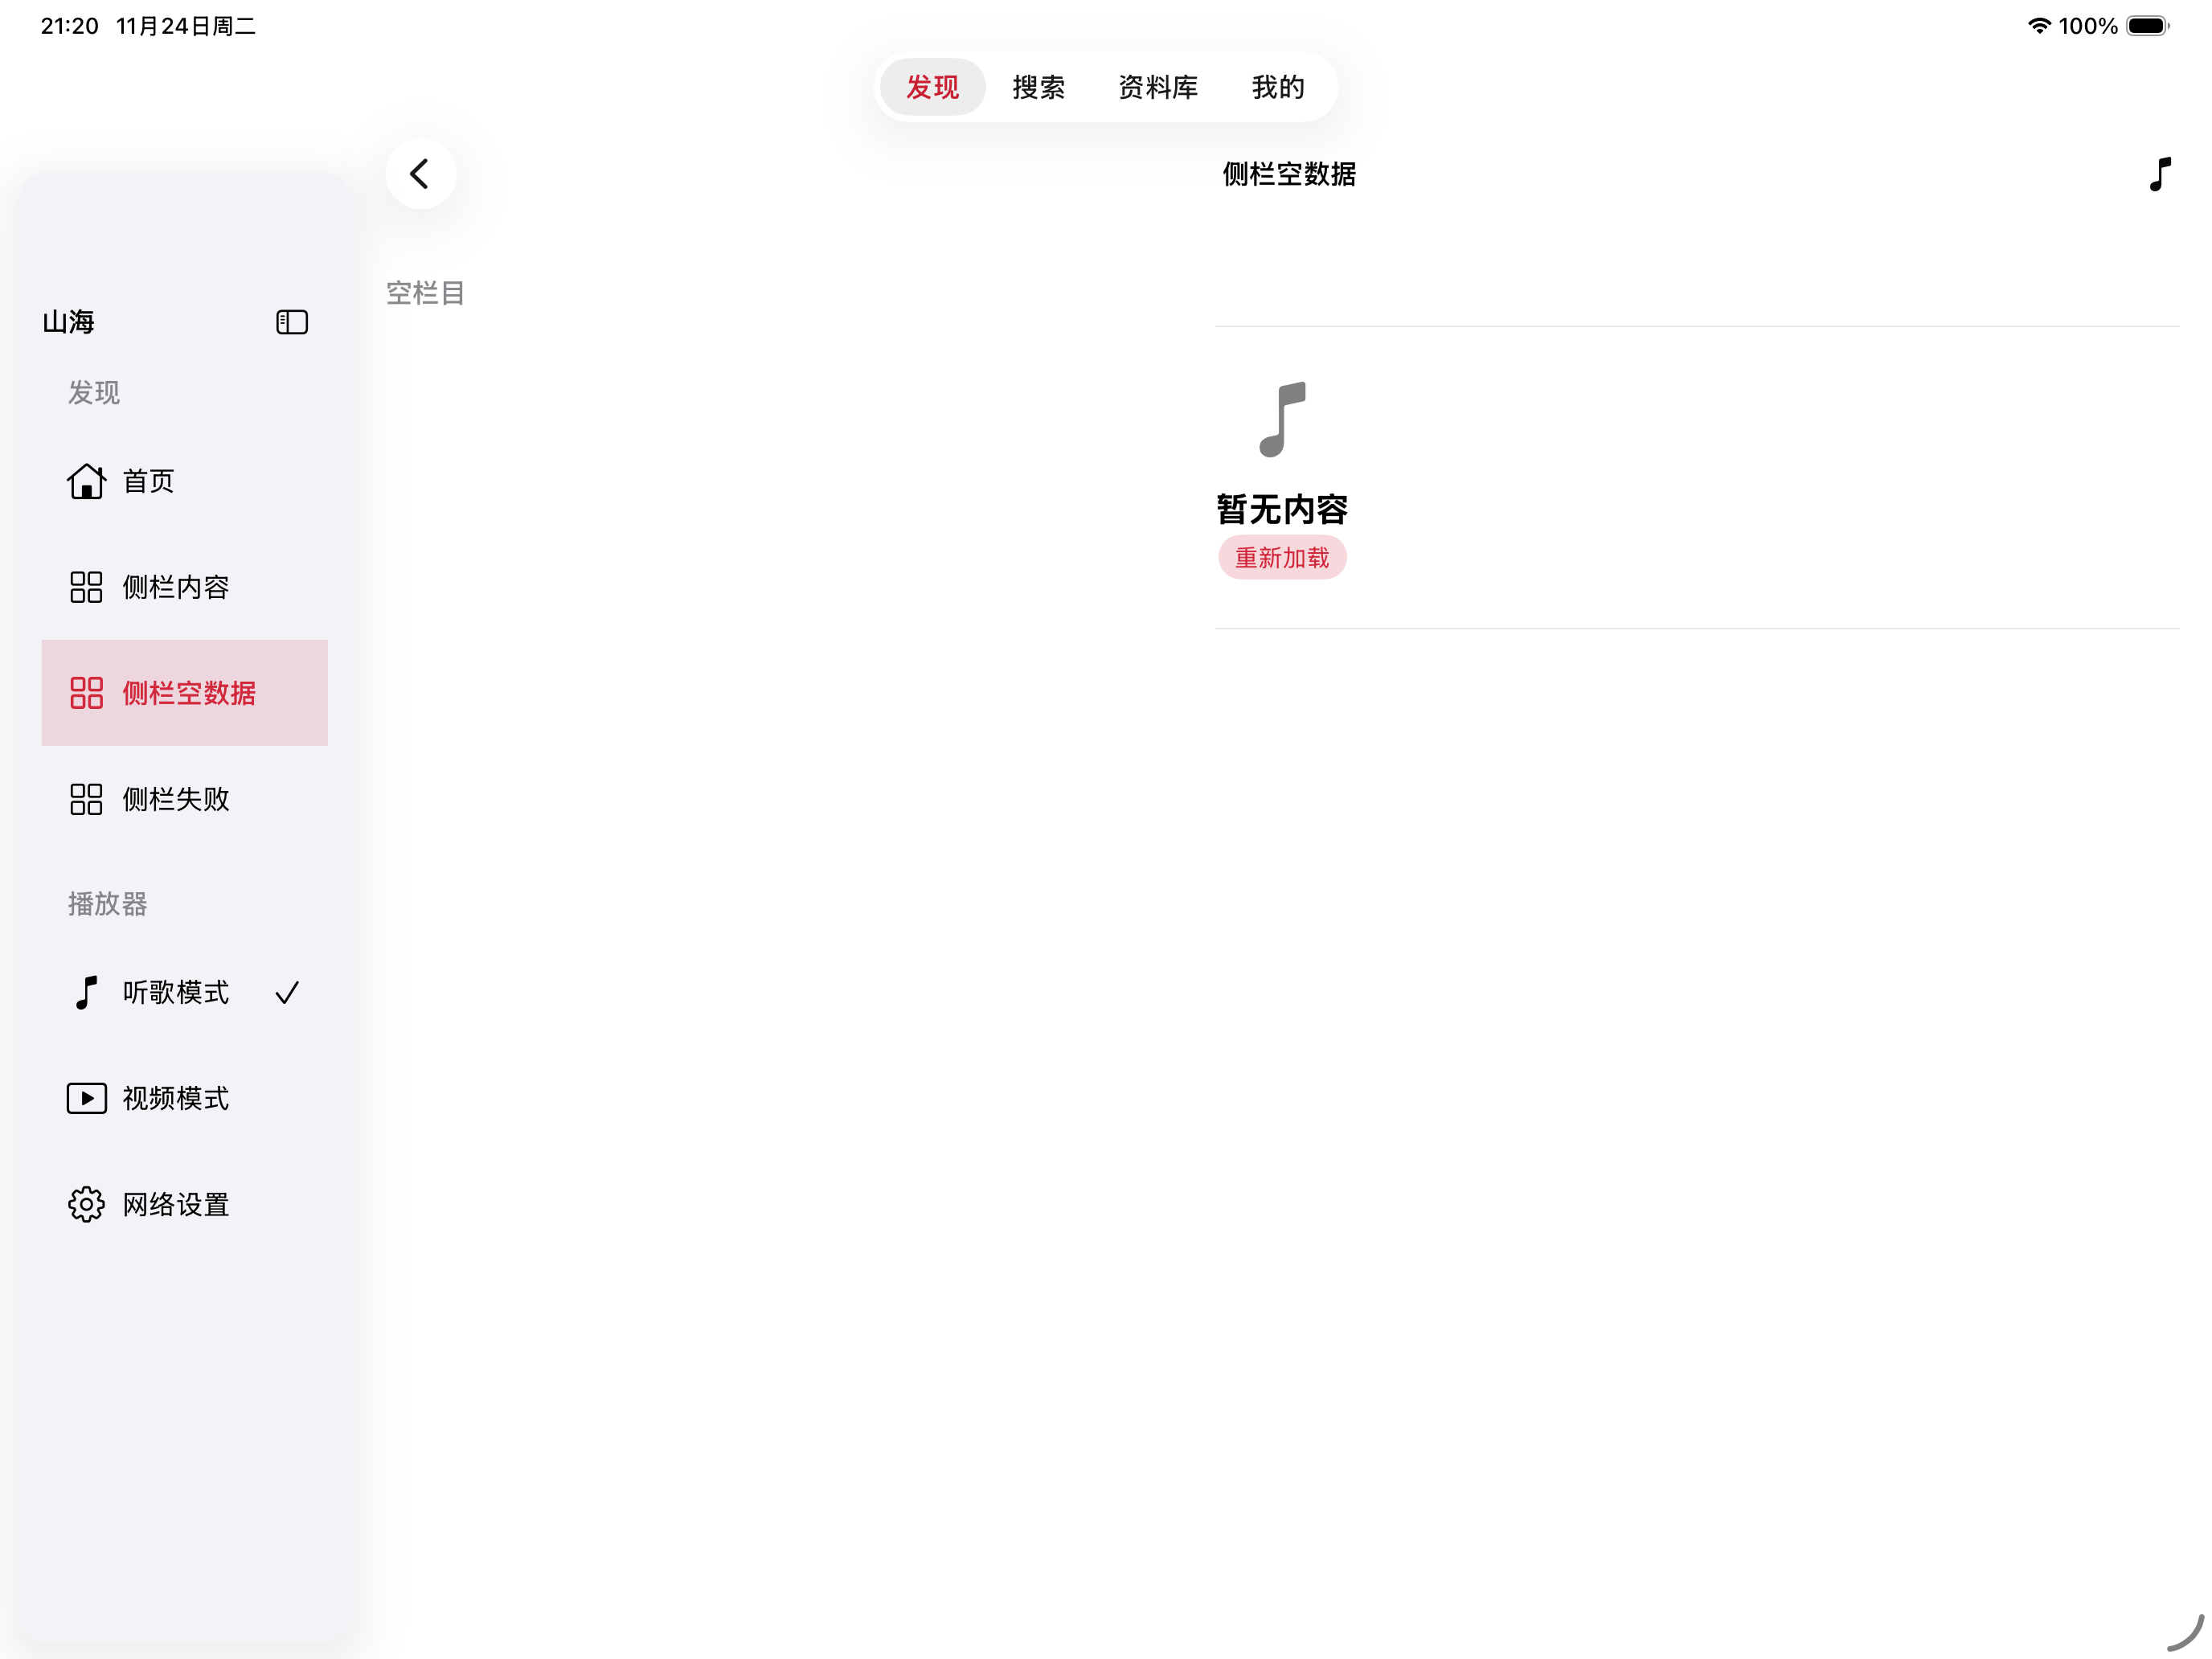 21:20 11月24日周二
100%
发现 搜索 资料库 我的
侧栏空数据
空栏目
山海
发现
首页
侧栏内容
侧栏空数据
侧栏失败
播放器
听歌模式
视频模式
网络设置
暂无内容
重新加载